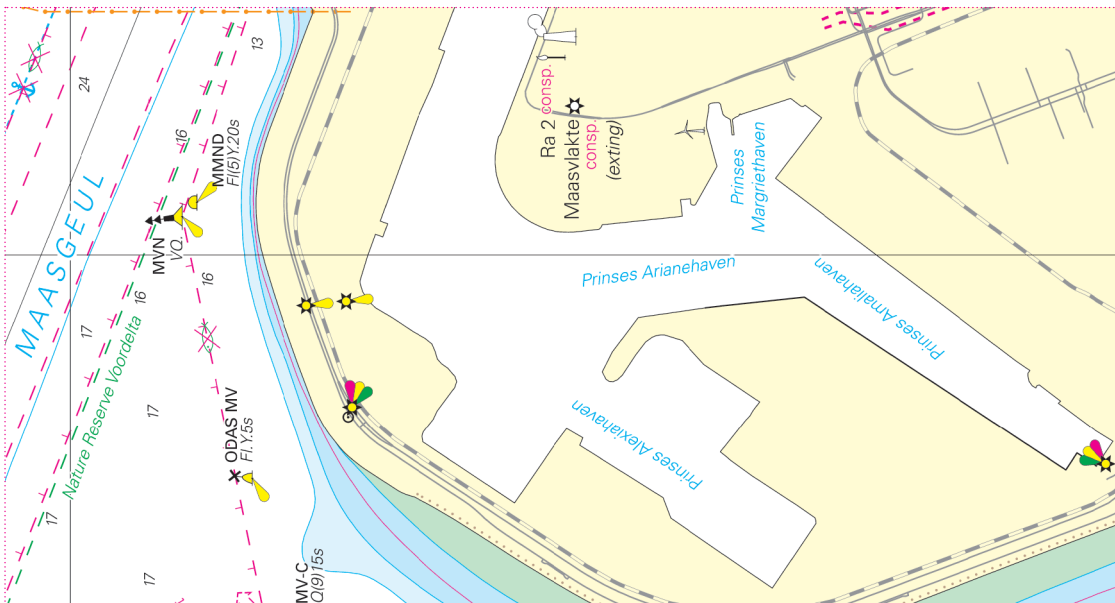 13
24
16
MMND
Fl(5)Y.20s
MVN
VQ.
MAASGEUL
16
16
17
17
Nature Reserve Voordelta
ODAS MV
Fl.Y.5s
17
17
MV-C
Q(9)15s
Ra 2 consp.
Maasvlakte
consp.
(exting)
Prinses
Margriethaven
Prinses Arianehaven
Prinses Amaliahaven
Prinses Alexiahaven